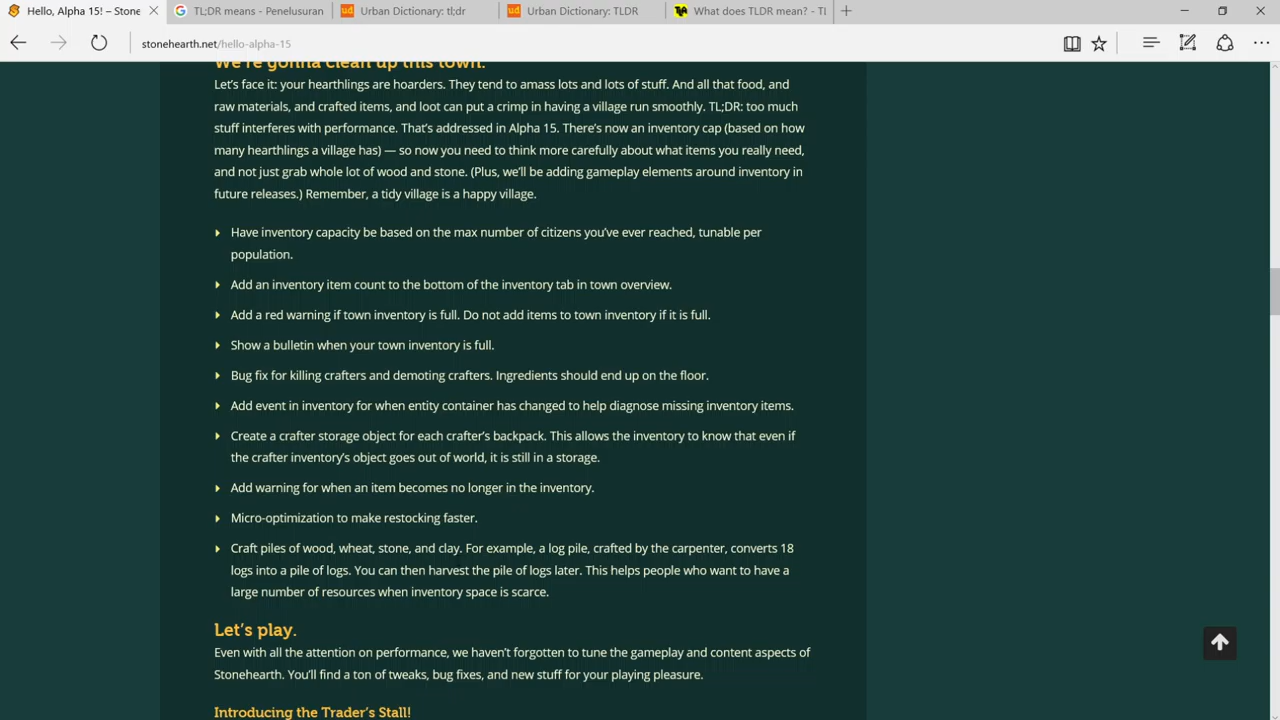 Hello, Alpha 15! – Stone
TL;DR means - Penelusuran
Urban Dictionary: tl;dr
Urban Dictionary: TLDR
What does TLDR mean? - TL
stonehearth.net/hello-alpha-15
We're gonna clean up this town.
Let's face it: your hearthlings are hoarders. They tend to amass lots and lots of stuff. And all that food, and
raw materials, and crafted items, and loot can put a crimp in having a village run smoothly. TL;DR: too much
stuff interferes with performance. That's addressed in Alpha 15. There's now an inventory cap (based on how
many hearthlings a village has) — so now you need to think more carefully about what items you really need,
and not just grab whole lot of wood and stone. (Plus, we'll be adding gameplay elements around inventory in
future releases.) Remember, a tidy village is a happy village.
Have inventory capacity be based on the max number of citizens you've ever reached, tunable per
population.
Add an inventory item count to the bottom of the inventory tab in town overview.
Add a red warning if town inventory is full. Do not add items to town inventory if it is full.
Show a bulletin when your town inventory is full.
Bug fix for killing crafters and demoting crafters. Ingredients should end up on the floor.
Add event in inventory for when entity container has changed to help diagnose missing inventory items.
Create a crafter storage object for each crafter's backpack. This allows the inventory to know that even if
the crafter inventory's object goes out of world, it is still in a storage.
Add warning for when an item becomes no longer in the inventory.
Micro-optimization to make restocking faster.
Craft piles of wood, wheat, stone, and clay. For example, a log pile, crafted by the carpenter, converts 18
logs into a pile of logs. You can then harvest the pile of logs later. This helps people who want to have a
large number of resources when inventory space is scarce.
Let's play.
Even with all the attention on performance, we haven't forgotten to tune the gameplay and content aspects of
Stonehearth. You'll find a ton of tweaks, bug fixes, and new stuff for your playing pleasure.
Introducing the Trader's Stall!